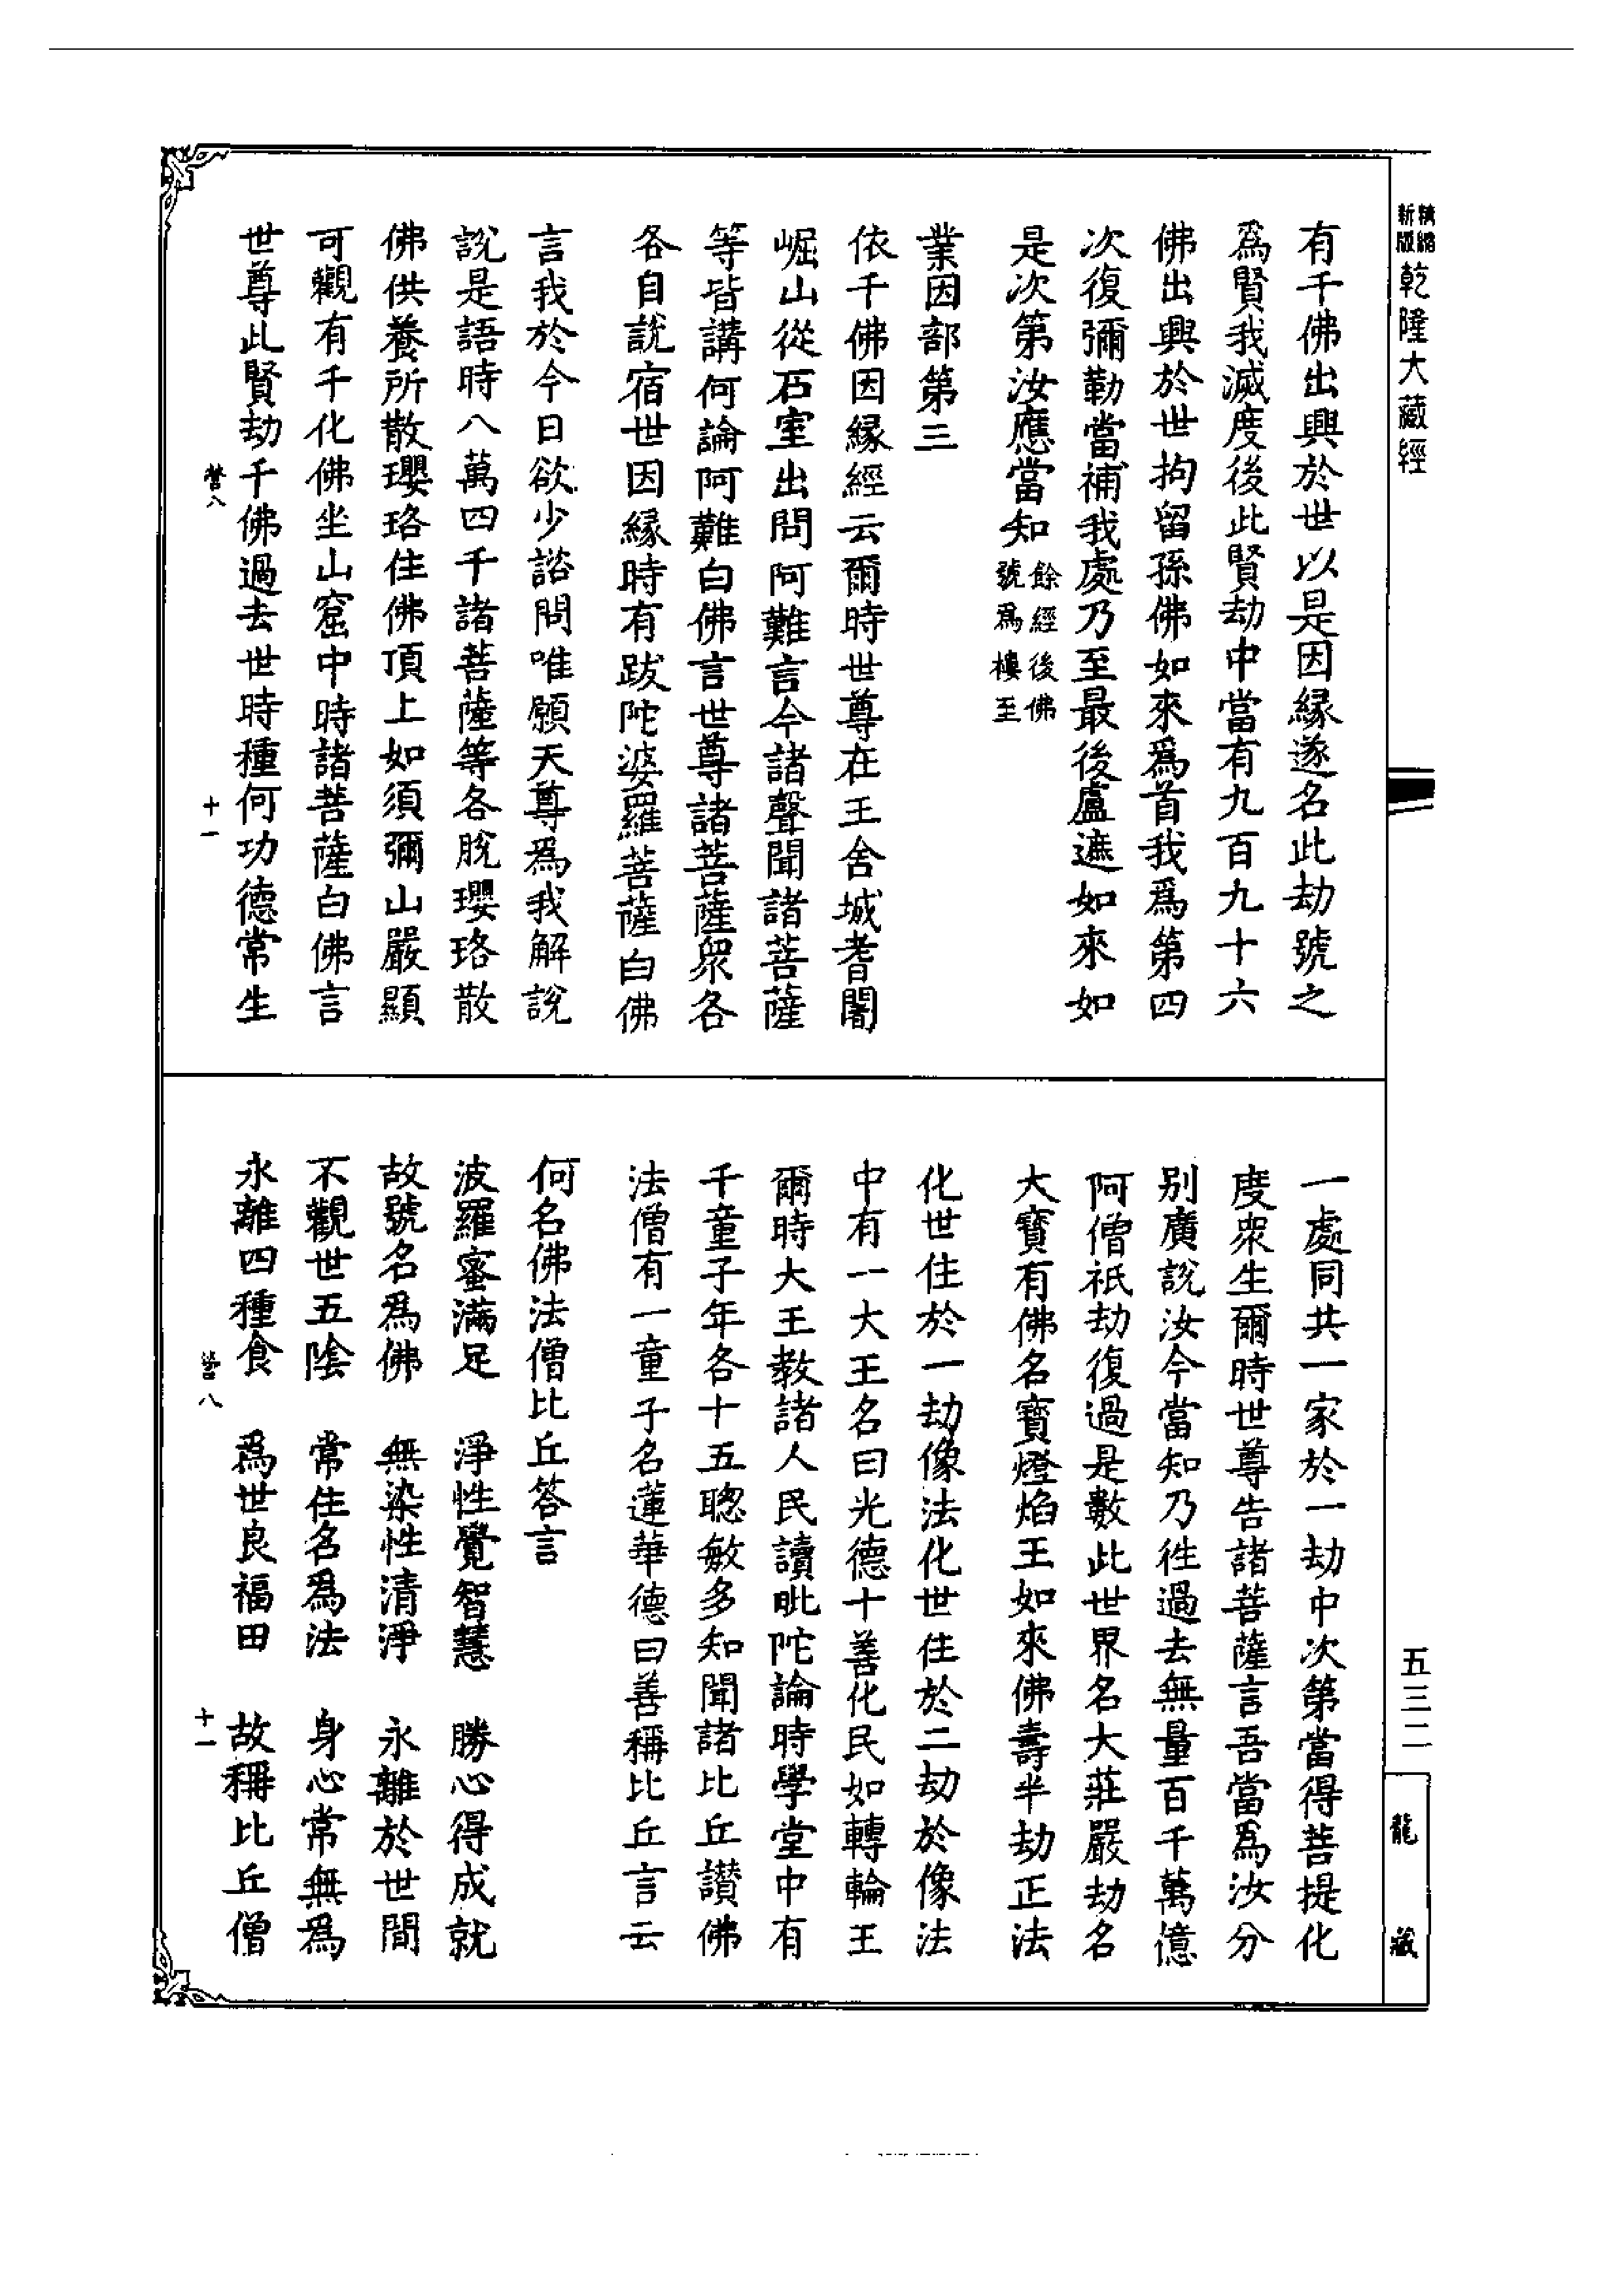 精縮
新版
乾隆大藏經
有千佛出興於世以是因縁遂名此劫號之
爲賢我滅度後此賢劫中當有九百九十六
佛出興於世拘留孫佛如來爲首我爲第四
次復彌勒當補我處乃至最後盧遮如來如
是次第汝應當知餘經後佛
號爲樓至
業因部第三
依千佛因縁經云爾時世尊在王舍城耆闍
崛山從石室出問阿難言今諸聲聞諸菩薩
等皆講何論阿難白佛言世尊諸菩薩衆各
各自說宿世因縁時有跋陀婆羅菩薩白佛
言我於今日欲少諮問唯願天尊爲我解說
說是語時八萬四千諸菩薩等各脫瓔珞散
佛供養所散瓔珞住佛頂上如須彌山嚴顯
可觀有千化佛坐山窟中時諸菩薩白佛言
世尊此賢劫千佛過去世時種何功德常生
營八
十一
一處同共一家於一劫中次第當得菩提化
度衆生爾時世尊告諸菩薩言吾當爲汝分
别廣說汝今當知乃徃過去無量百千萬億
阿僧祇劫復過是數此世界名大莊嚴劫名
大寶有佛名寶燈焰王如來佛壽半劫正法
化世住於一劫像法化世住於二劫於像法
中有一大王名曰光德十善化民如轉輪王
爾時大王教諸人民讀毗陀論時學堂中有
千童子年各十五聰敏多知聞諸比丘讃佛
法僧有一童子名蓮華德曰善稱比丘言云
何名佛法僧比丘答言
波羅蜜滿足 淨性覺智慧 勝心得成就
故號名爲佛 無染性清淨 永離於世間
不觀世五陰 常住名爲法 身心常無爲
永離四種食 爲世良福田 故稱比丘僧
營八
十一
五三二
龍藏